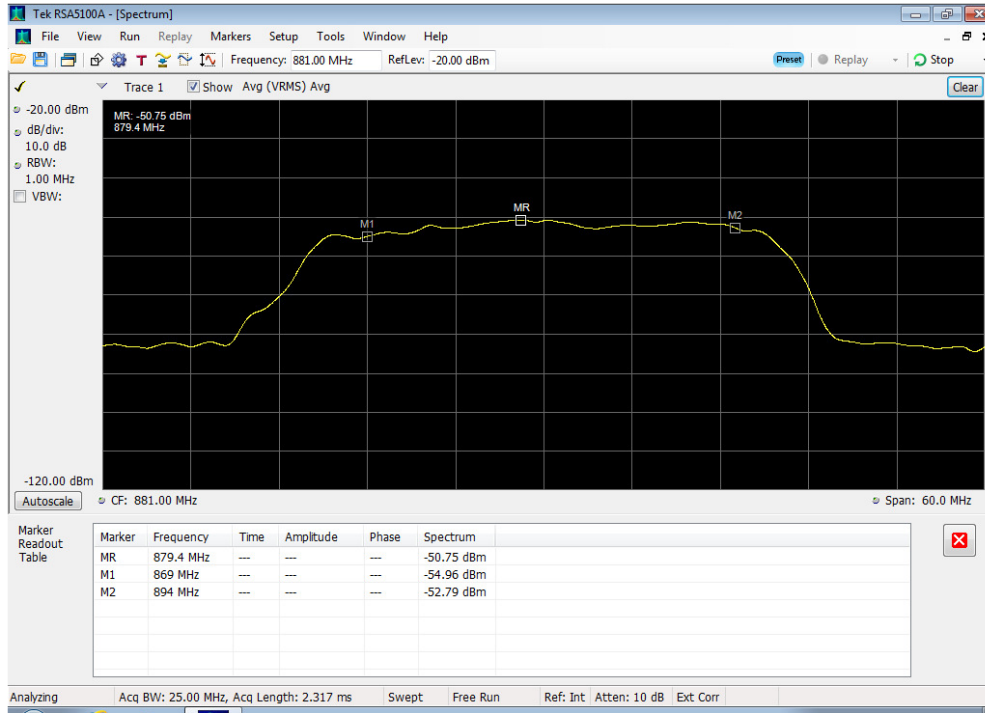 Tek RSA5100A - [Spectrum]
File View Run Replay Markers Setup Tools Window Help
T Frequency: 881.00 MHz RefLev: -20.00 dBm Preset Replay Stop
Trace 1 Show Avg (VRMS) Avg Clear
-20.00 dBm
dB/div:
10.0 dB
RBW:
1.00 MHz
VBW:
MR: -50.75 dBm
879.4 MHz
M1 MR M2
-120.00 dBm
Autoscale CF: 881.00 MHz Span: 60.0 MHz
Marker
Readout
Table
Marker Frequency Time Amplitude Phase Spectrum
MR 879.4 MHz --- --- --- -50.75 dBm
M1 869 MHz --- --- --- -54.96 dBm
M2 894 MHz --- --- --- -52.79 dBm
Analyzing Acq BW: 25.00 MHz, Acq Length: 2.317 ms Swept Free Run Ref: Int Atten: 10 dB Ext Corr